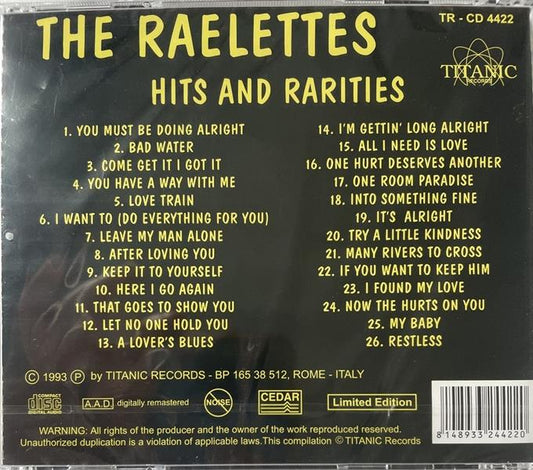 THE RAELETTES
TR - CD 4422
TITANIC
RECORDS
HITS AND RARITIES
1. YOU MUST BE DOING ALRIGHT
2. BAD WATER
3. COME GET IT I GOT IT
4. YOU HAVE A WAY WITH ME
5. LOVE TRAIN
6. I WANT TO (DO EVERYTHING FOR YOU)
7. LEAVE MY MAN ALONE
8. AFTER LOVING YOU
9. KEEP IT TO YOURSELF
10. HERE I GO AGAIN
11. THAT GOES TO SHOW YOU
12. LET NO ONE HOLD YOU
13. A LOVER'S BLUES
14. I'M GETTIN' LONG ALRIGHT
15. ALL I NEED IS LOVE
16. ONE HURT DESERVES ANOTHER
17. ONE ROOM PARADISE
18. INTO SOMETHING FINE
19. IT'S ALRIGHT
20. TRY A LITTLE KINDNESS
21. MANY RIVERS TO CROSS
22. IF YOU WANT TO KEEP HIM
23. I FOUND MY LOVE
24. NOW THE HURTS ON YOU
25. MY BABY
26. RESTLESS
© 1993 Ⓟ by TITANIC RECORDS - BP 165 38 512, ROME - ITALY
COMPACT
disc
DIGITAL AUDIO
A.A.D. digitally remastered
NOISE
CEDAR
Limited Edition
WARNING: All rights of the producer and the owner of the work reproduced reserved.
Unauthorized duplication is a violation of applicable laws.This compilation © TITANIC Records
8 148933 244220